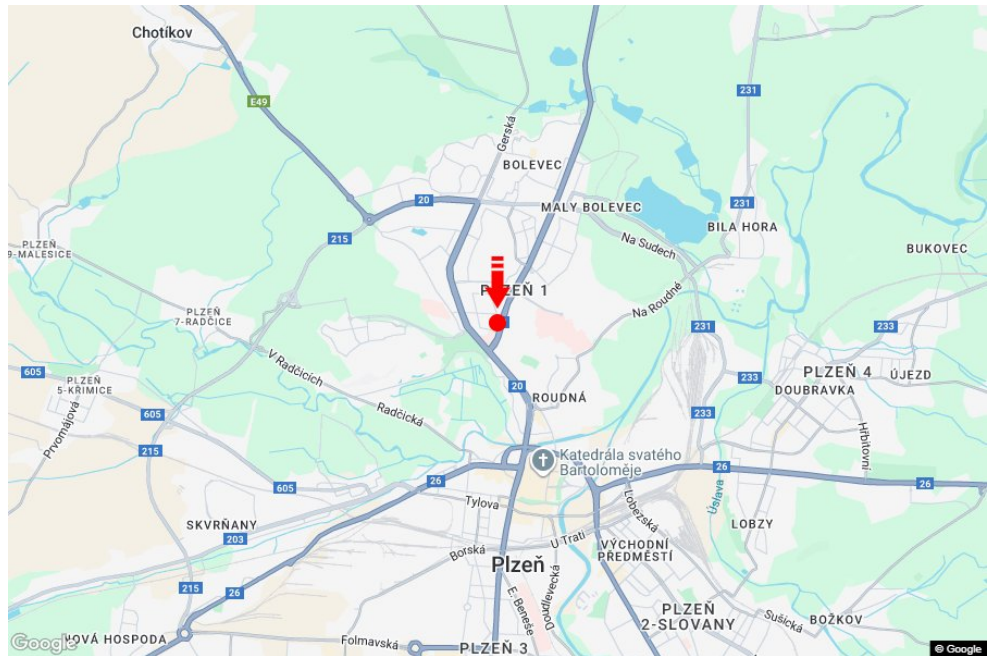 Chotíkov
231
E49
Gerská
BOLEVEC
20
MALY BOLEVEC
231
215
Na Sudech
BILA HORA
BUKOVEC
PLZEŇ
9-MALESICE
PLZEŇ 1
PLZEŇ
7-RADČICE
Na Roudné
231
233
605
V Radčicích
PLZEŇ
5-KŘIMICE
20
233
PLZEŇ 4
ÚJEZD
DOUBRAVKA
Prvomájová
605
Radčická
ROUDNÁ
233
Hřbitovní
215
Katedrála svatého
Bartoloměje
26
26
605
26
Tylova
Lobezská
Úslava
SKVRŇANY
203
LOBZY
Borská
U Trati
VÝCHODNÍ
PŘEDMĚSTÍ
Plzeň
215
26
E. Beneše
Doudlevecká
PLZEŇ
2-SLOVANY
Sušická
BOŽKOV
NOVÁ HOSPODA
Folmavská
PLZEŇ 3
Google
© Google